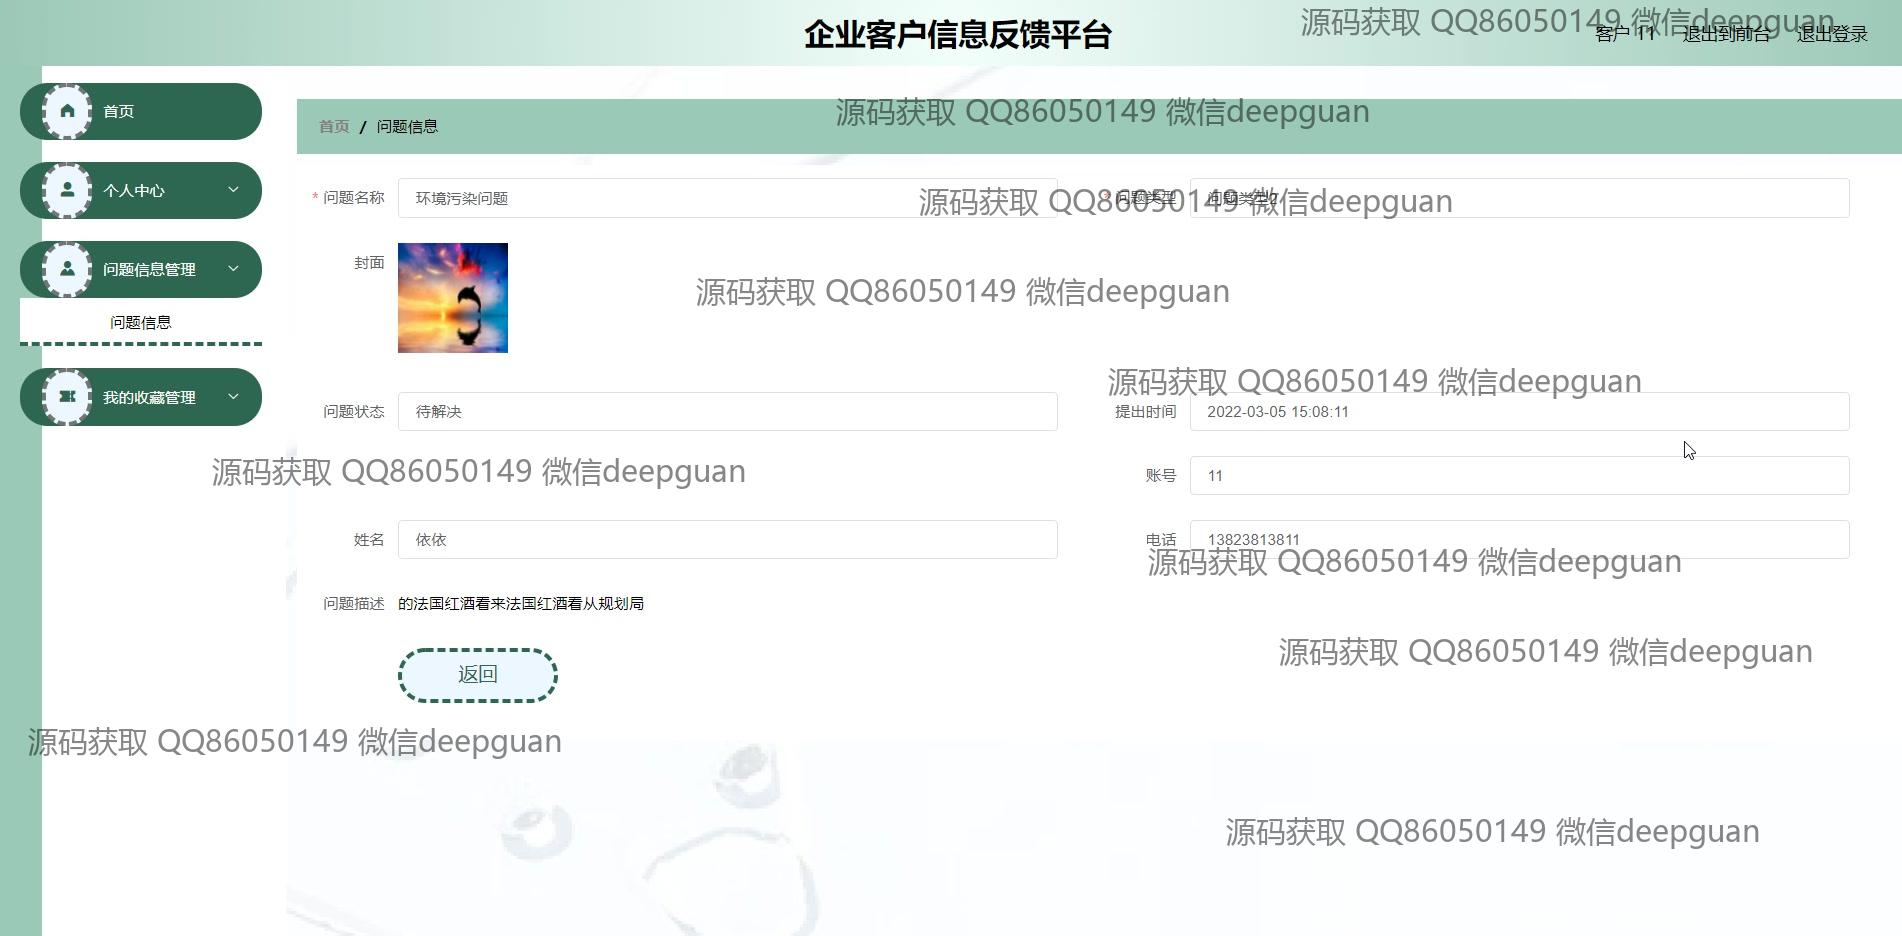 企业客户信息反馈平台
源码获取 QQ86050149 微信deepguan
客户 11 退出到前台 退出登录
首页
源码获取 QQ86050149 微信deepguan
首页 / 问题信息
个人中心
* 问题名称 环境污染问题
* 问题类型 问题类型2
源码获取 QQ86050149 微信deepguan
问题信息管理
封面
源码获取 QQ86050149 微信deepguan
问题信息
我的收藏管理
源码获取 QQ86050149 微信deepguan
问题状态 待解决
提出时间 2022-03-05 15:08:11
源码获取 QQ86050149 微信deepguan
账号 11
姓名 依依
电话 13823813811
源码获取 QQ86050149 微信deepguan
问题描述 的法国红酒看来法国红酒看从规划局
源码获取 QQ86050149 微信deepguan
返回
源码获取 QQ86050149 微信deepguan
源码获取 QQ86050149 微信deepguan